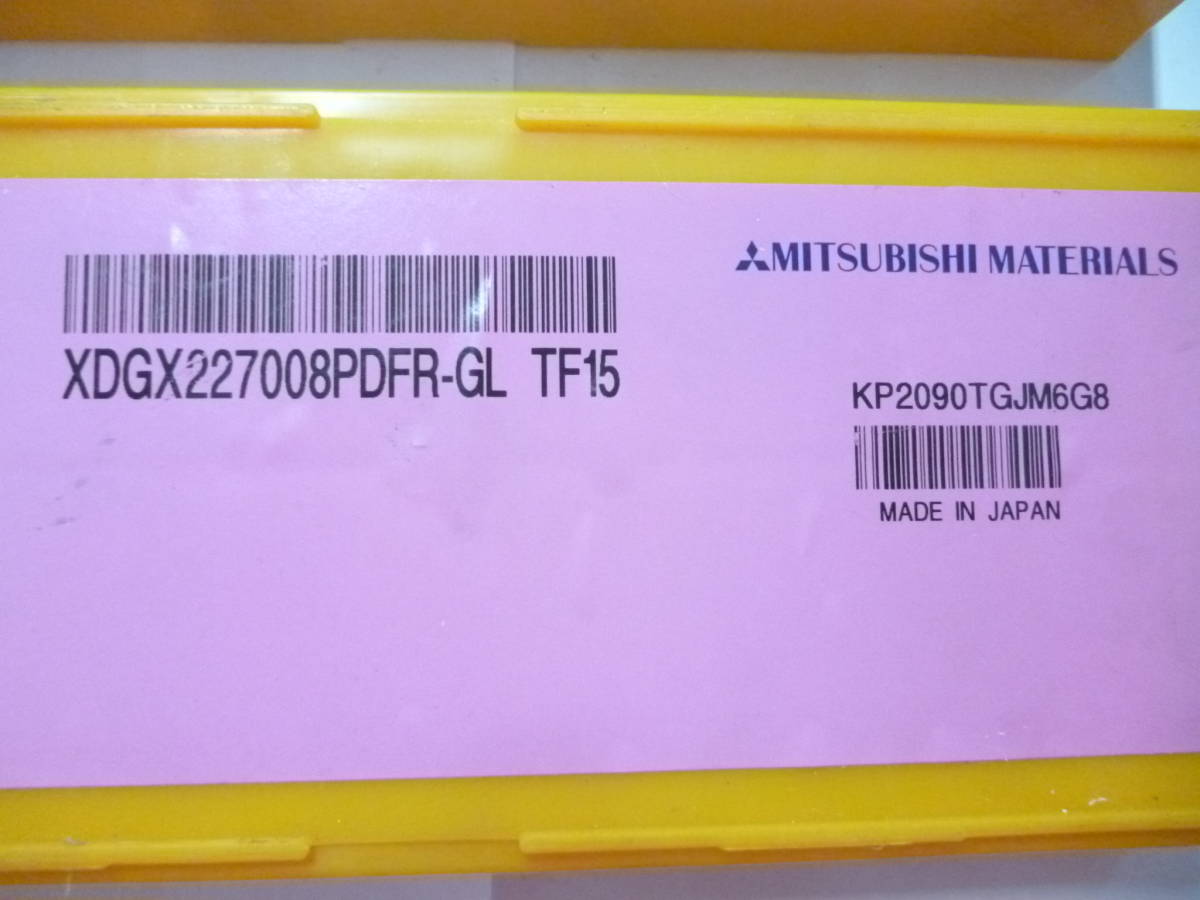 MITSUBISHI MATERIALS
XDGX227008PDFR-GL TF15
KP2090TGJM6G8
MADE IN JAPAN